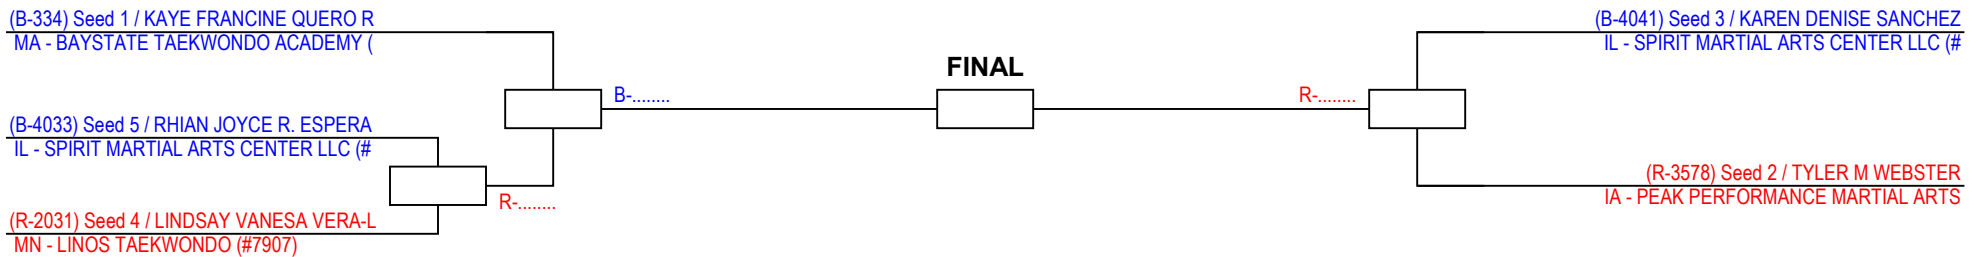 (B-334) Seed 1 / KAYE FRANCINE QUERO R
MA - BAYSTATE TAEKWONDO ACADEMY (
(B-4033) Seed 5 / RHIAN JOYCE R. ESPERA
IL - SPIRIT MARTIAL ARTS CENTER LLC (#
(R-2031) Seed 4 / LINDSAY VANESA VERA-L
MN - LINOS TAEKWONDO (#7907)
R-........
B-........
FINAL
R-........
(B-4041) Seed 3 / KAREN DENISE SANCHEZ
IL - SPIRIT MARTIAL ARTS CENTER LLC (#
(R-3578) Seed 2 / TYLER M WEBSTER
IA - PEAK PERFORMANCE MARTIAL ARTS